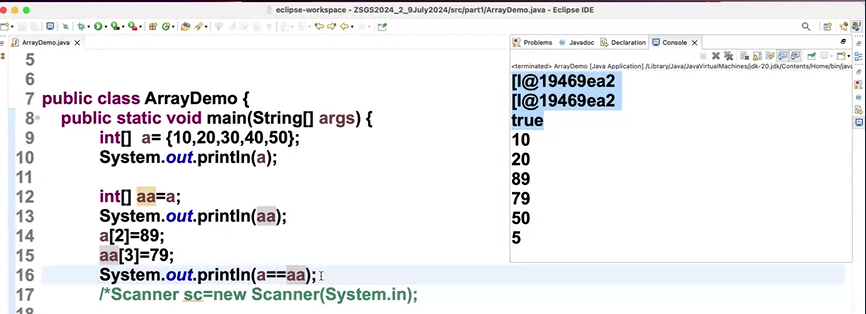 eclipse-workspace - ZSGS2024_2_9July2024/src/part1/ArrayDemo.java - Eclipse IDE
ArrayDemo.java
5
6
7 public class ArrayDemo {
8 public static void main(String[] args) {
9 int[] a= {10,20,30,40,50};
10 System.out.println(a);
11
12 int[] aa=a;
13 System.out.println(aa);
14 a[2]=89;
15 aa[3]=79;
16 System.out.println(a==aa);
17 /*Scanner sc=new Scanner(System.in);
Problems Javadoc Declaration Console
<terminated> ArrayDemo [Java Application] /Library/Java/JavaVirtualMachines/jdk-20.jdk/Contents/Home/bin/java
[I@19469ea2
[I@19469ea2
true
10
20
89
79
50
5